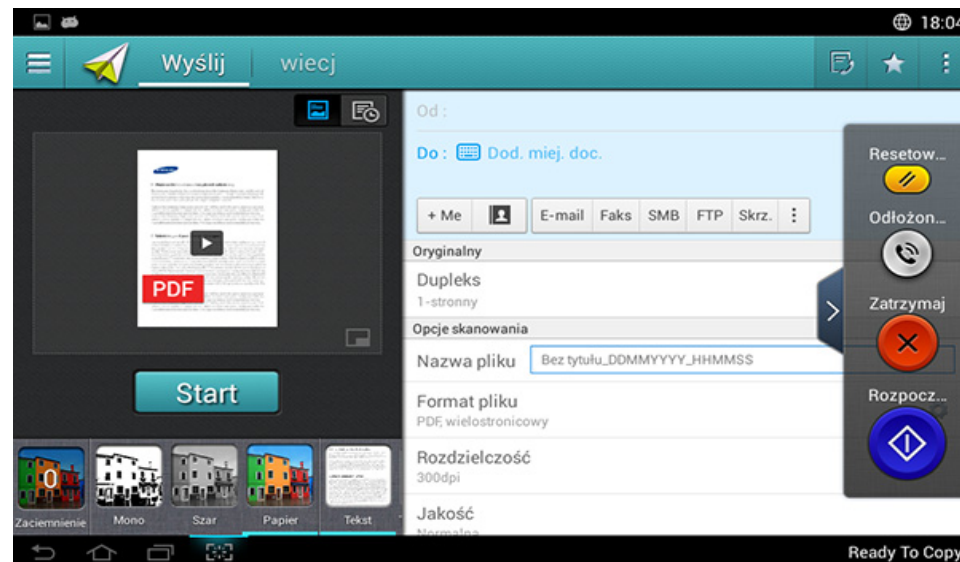 18:04
Wyślij
wiecj
Od :
Do : Dod. miej. doc.
+ Me
E-mail
Faks
SMB
FTP
Skrz.
Oryginalny
Dupleks
1-stronny
Opcje skanowania
Nazwa pliku
Bez tytułu_DDMMYYYY_HHMMSS
Format pliku
PDF, wielostronicowy
Rozdzielczość
300dpi
Jakość
Normalna
Resetow...
Odłożon...
Zatrzymaj
Rozpocz...
PDF
Start
0
Zaciemnienie
Mono
Szar
Papier
Tekst
Ready To Copy